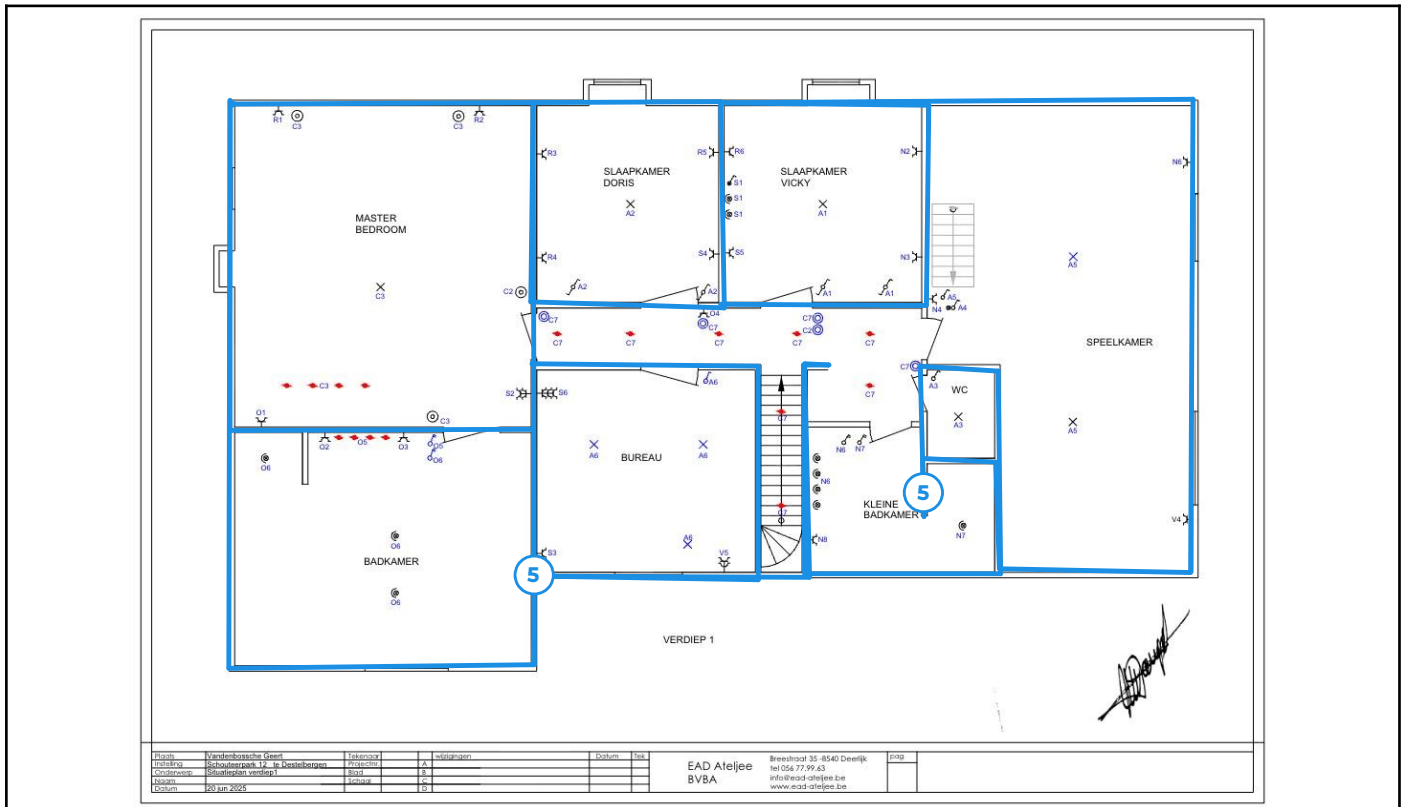 R1
C3
C3
R2
R3
R5
R6
N2
N6
SLAAPKAMER
DORIS
SLAAPKAMER
VICKY
S1
S1
S1
A2
A1
MASTER
BEDROOM
R4
S4
S5
N3
A5
C3
C2
A2
A2
A1
A1
A5
N4
A4
C7
O4
C7
C7
C2
C7
C7
C7
C7
C7
SPEELKAMER
C7
A6
A3
WC
C3
S2
S6
C7
O1
C3
C7
A3
A5
O2
O5
O3
O5
O6
O6
A6
BUREAU
A6
N6
N7
N6
C7
KLEINE
BADKAMER
5
N7
V4
O6
A6
N8
BADKAMER
S3
V5
5
O6
VERDIEP 1
Plaats Vandenbossche Geert Tekenaar wijzigingen Datum Tek
Instelling Schouteerpark 12 te Destelbergen Projectnr. A
Onderwerp Situatieplan verdiep1 Blad B
Naam Schaal C
Datum 20 jun 2025 D
EAD Ateljee
BVBA
Breestraat 35 -8540 Deerlijk
tel 056 77.99.63
info@ead-ateljee.be
www.ead-ateljee.be
pag